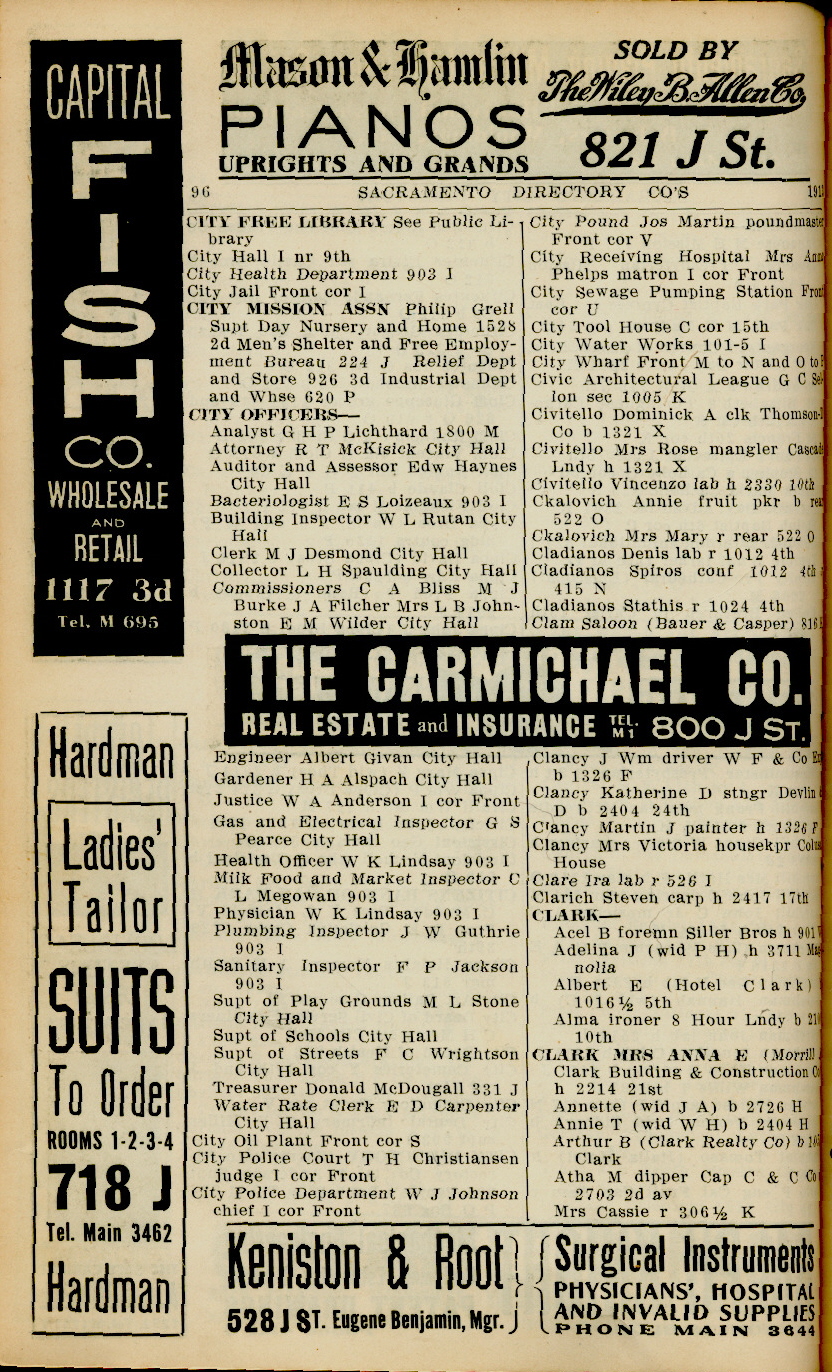 CAPITAL
FISH
CO.
WHOLESALE
AND
RETAIL
1117 3d
Tel. M 695
Hardman
Ladies'
Tailor
SUITS
To Order
ROOMS 1-2-3-4
718 J
Tel. Main 3462
Hardman
Mason & Hamlin
PIANOS
UPRIGHTS AND GRANDS
SOLD BY
The Wiley B. Allen Co.
821 J St.
96 SACRAMENTO DIRECTORY CO'S
CITY FREE LIBRARY See Public Li-
brary
City Hall I nr 9th
City Health Department 903 I
City Jail Front cor I
CITY MISSION ASSN Philip Grell
Supt Day Nursery and Home 1528
2d Men's Shelter and Free Employ-
ment Bureau 224 J Relief Dept
and Store 926 3d Industrial Dept
and Whse 620 P
CITY OFFICERS—
Analyst G H P Lichthard 1800 M
Attorney R T McKisick City Hall
Auditor and Assessor Edw Haynes
City Hall
Bacteriologist E S Loizeaux 903 I
Building Inspector W L Rutan City
Hall
Clerk M J Desmond City Hall
Collector L H Spaulding City Hall
Commissioners C A Bliss M J
Burke J A Filcher Mrs L B John-
ston E M Wilder City Hall
City Pound Jos Martin poundmaster
Front cor V
City Receiving Hospital Mrs
Phelps matron I cor Front
City Sewage Pumping Station
cor U
City Tool House C cor 15th
City Water Works 101-5 I
City Wharf Front M to N and O to
Civic Architectural League G C
lon sec 1005 K
Civitello Dominick A clk Thomson-
Co b 1321 X
Civitello Mrs Rose mangler
Lndy h 1321 X
Civitello Vincenzo lab h 2330 10th
Ckalovich Annie fruit pkr b
522 O
Ckalovich Mrs Mary r rear 522 O
Cladianos Denis lab r 1012 4th
Cladianos Spiros conf 1012 4th
415 N
Cladianos Stathis r 1024 4th
Clam Saloon (Bauer & Casper)
THE CARMICHAEL CO.
REAL ESTATE and INSURANCE TEL. M 1 800 J ST.
Engineer Albert Givan City Hall
Gardener H A Alspach City Hall
Justice W A Anderson I cor Front
Gas and Electrical Inspector G S
Pearce City Hall
Health Officer W K Lindsay 903 I
Milk Food and Market Inspector C
L Megowan 903 I
Physician W K Lindsay 903 I
Plumbing Inspector J W Guthrie
903 I
Sanitary Inspector F P Jackson
903 I
Supt of Play Grounds M L Stone
City Hall
Supt of Schools City Hall
Supt of Streets F C Wrightson
City Hall
Treasurer Donald McDougall 331 J
Water Rate Clerk E D Carpenter
City Hall
City Oil Plant Front cor S
City Police Court T H Christiansen
judge I cor Front
City Police Department W J Johnson
chief I cor Front
Clancy J Wm driver W F & Co
b 1326 F
Clancy Katherine D stngr Devlin
D b 2404 24th
Clancy Martin J painter h 1326 F
Clancy Mrs Victoria housekpr
House
Clare Ira lab r 526 I
Clarich Steven carp h 2417 17th
CLARK—
Acel B foremn Siller Bros h
Adelina J (wid P H) h 3711
nolia
Albert E (Hotel Clark)
1016½ 5th
Alma ironer 8 Hour Lndy b
10th
CLARK MRS ANNA E (Morrill
Clark Building & Construction
h 2214 21st
Annette (wid J A) b 2726 H
Annie T (wid W H) b 2404 H
Arthur B (Clark Realty Co) b
Clark
Atha M dipper Cap C & C Co
2703 2d av
Mrs Cassie r 306½ K
Keniston & Root
528 J ST. Eugene Benjamin, Mgr.
Surgical Instruments
PHYSICIANS', HOSPITAL
AND INVALID SUPPLIES
PHONE MAIN 3644